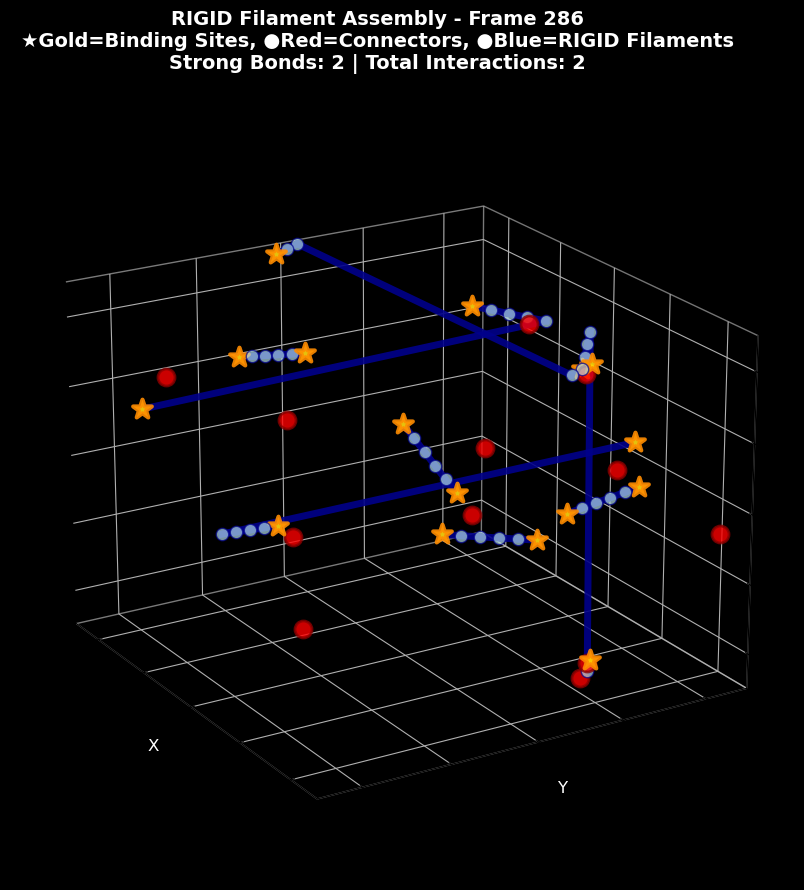 RIGID Filament Assembly - Frame 286
★Gold=Binding Sites, ●Red=Connectors, ●Blue=RIGID Filaments
Strong Bonds: 2 | Total Interactions: 2
X
Y